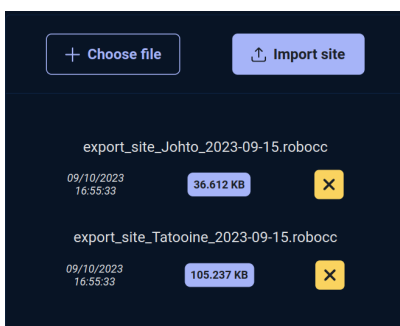 Choose file
Import site
export_site_Johto_2023-09-15.robocc
09/10/2023
16:55:33
36.612 KB
export_site_Tatooine_2023-09-15.robocc
09/10/2023
16:55:33
105.237 KB